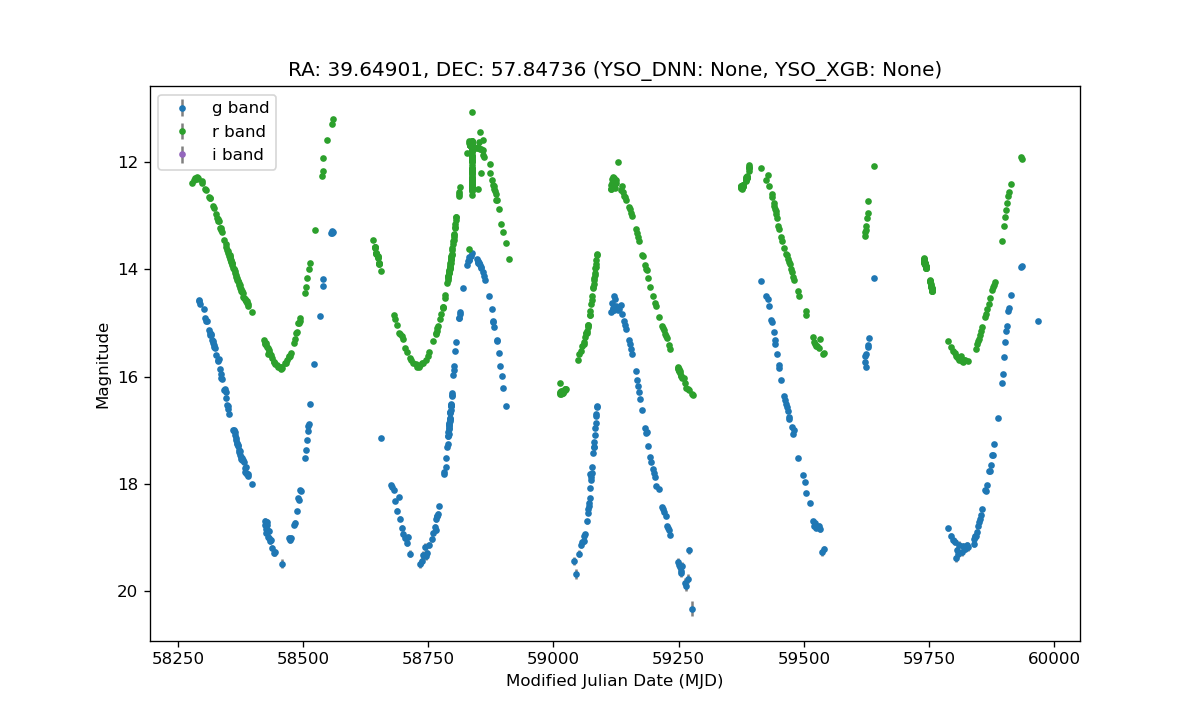 RA: 39.64901, DEC: 57.84736 (YSO_DNN: None, YSO_XGB: None)
g band
r band
i band
12
14
16
18
20
Magnitude
58250 58500 58750 59000 59250 59500 59750 60000
Modified Julian Date (MJD)